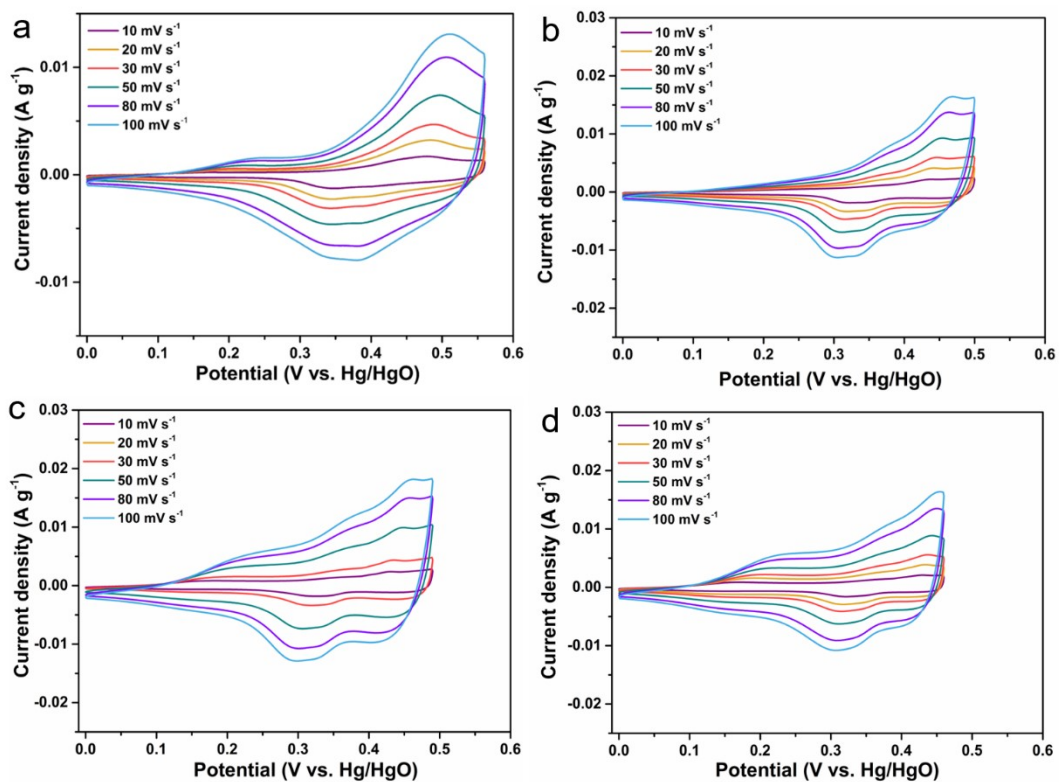 a
10 mV s⁻¹
20 mV s⁻¹
30 mV s⁻¹
50 mV s⁻¹
80 mV s⁻¹
100 mV s⁻¹
0.01
0.00
-0.01
Current density (A g⁻¹)
0.0 0.1 0.2 0.3 0.4 0.5 0.6
Potential (V vs. Hg/HgO)
b
10 mV s⁻¹
20 mV s⁻¹
30 mV s⁻¹
50 mV s⁻¹
80 mV s⁻¹
100 mV s⁻¹
0.03
0.02
0.01
0.00
-0.01
-0.02
Current density (A g⁻¹)
0.0 0.1 0.2 0.3 0.4 0.5 0.6
Potential (V vs. Hg/HgO)
c
10 mV s⁻¹
20 mV s⁻¹
30 mV s⁻¹
50 mV s⁻¹
80 mV s⁻¹
100 mV s⁻¹
0.03
0.02
0.01
0.00
-0.01
-0.02
Current density (A g⁻¹)
0.0 0.1 0.2 0.3 0.4 0.5 0.6
Potential (V vs. Hg/HgO)
d
10 mV s⁻¹
20 mV s⁻¹
30 mV s⁻¹
50 mV s⁻¹
80 mV s⁻¹
100 mV s⁻¹
0.03
0.02
0.01
0.00
-0.01
-0.02
Current density (A g⁻¹)
0.0 0.1 0.2 0.3 0.4 0.5 0.6
Potential (V vs. Hg/HgO)